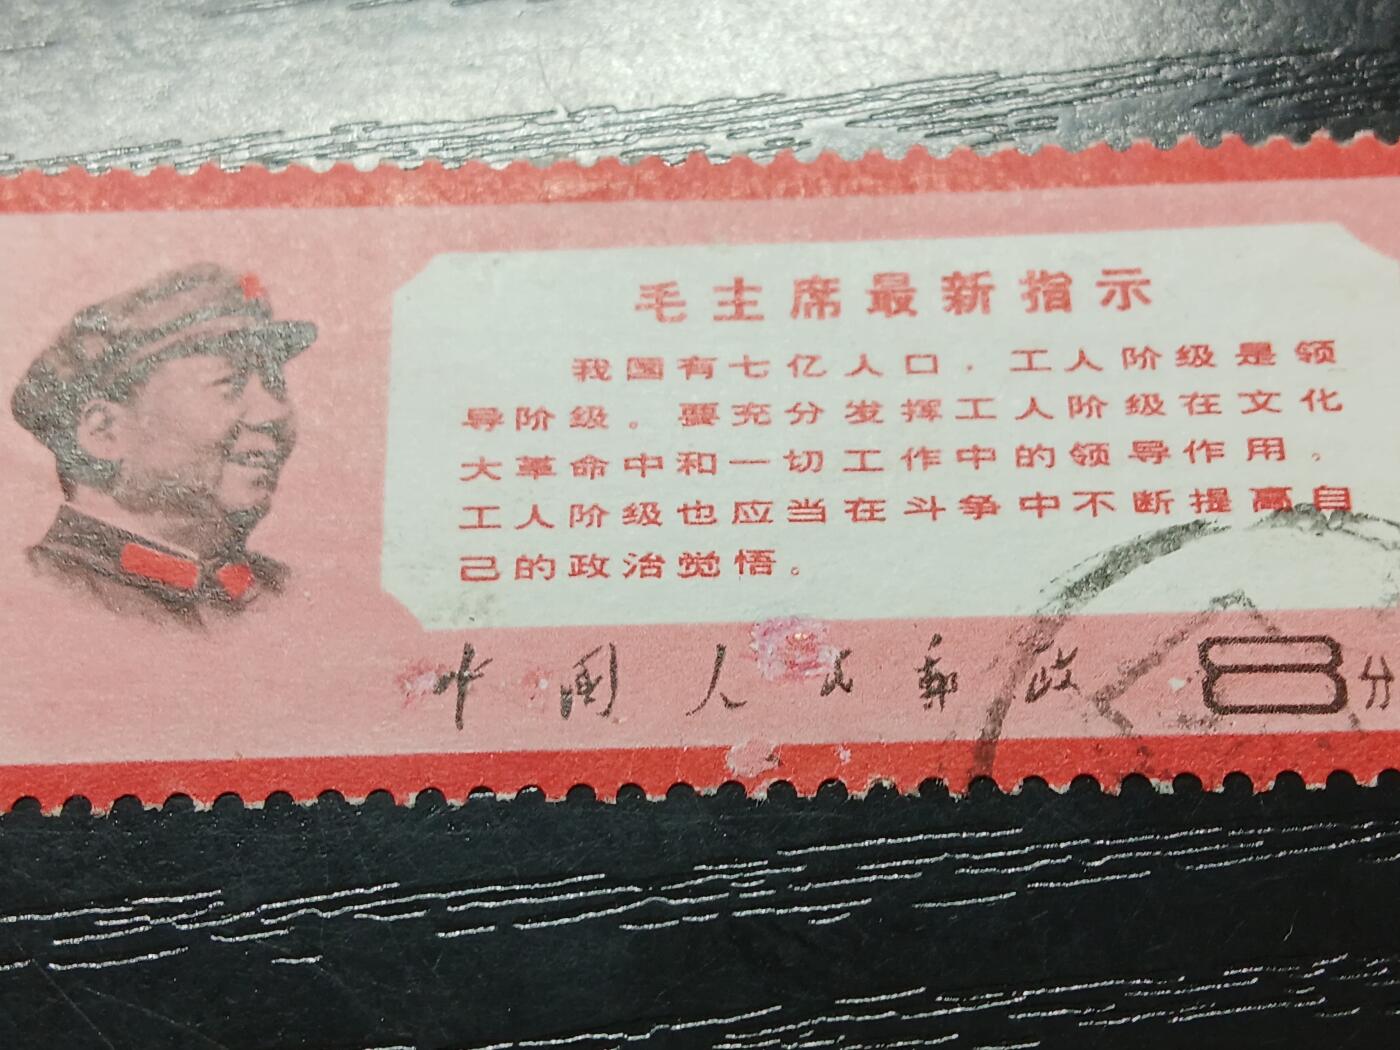 毛主席最新指示
我国有七亿人口，工人阶级是领
导阶级。要充分发挥工人阶级在文化
大革命中和一切工作中的领导作用。
工人阶级也应当在斗争中不断提高自
己的政治觉悟。
中国人民邮政 8分